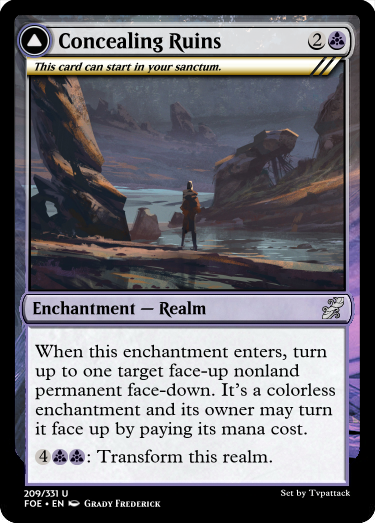 Concealing Ruins 2
This card can start in your sanctum.
Enchantment — Realm
When this enchantment enters, turn
up to one target face-up nonland
permanent face-down. It's a colorless
enchantment and its owner may turn
it face up by paying its mana cost.
4: Transform this realm.
209/331 U
FOE • EN Grady Frederick
Set by Tvpattack